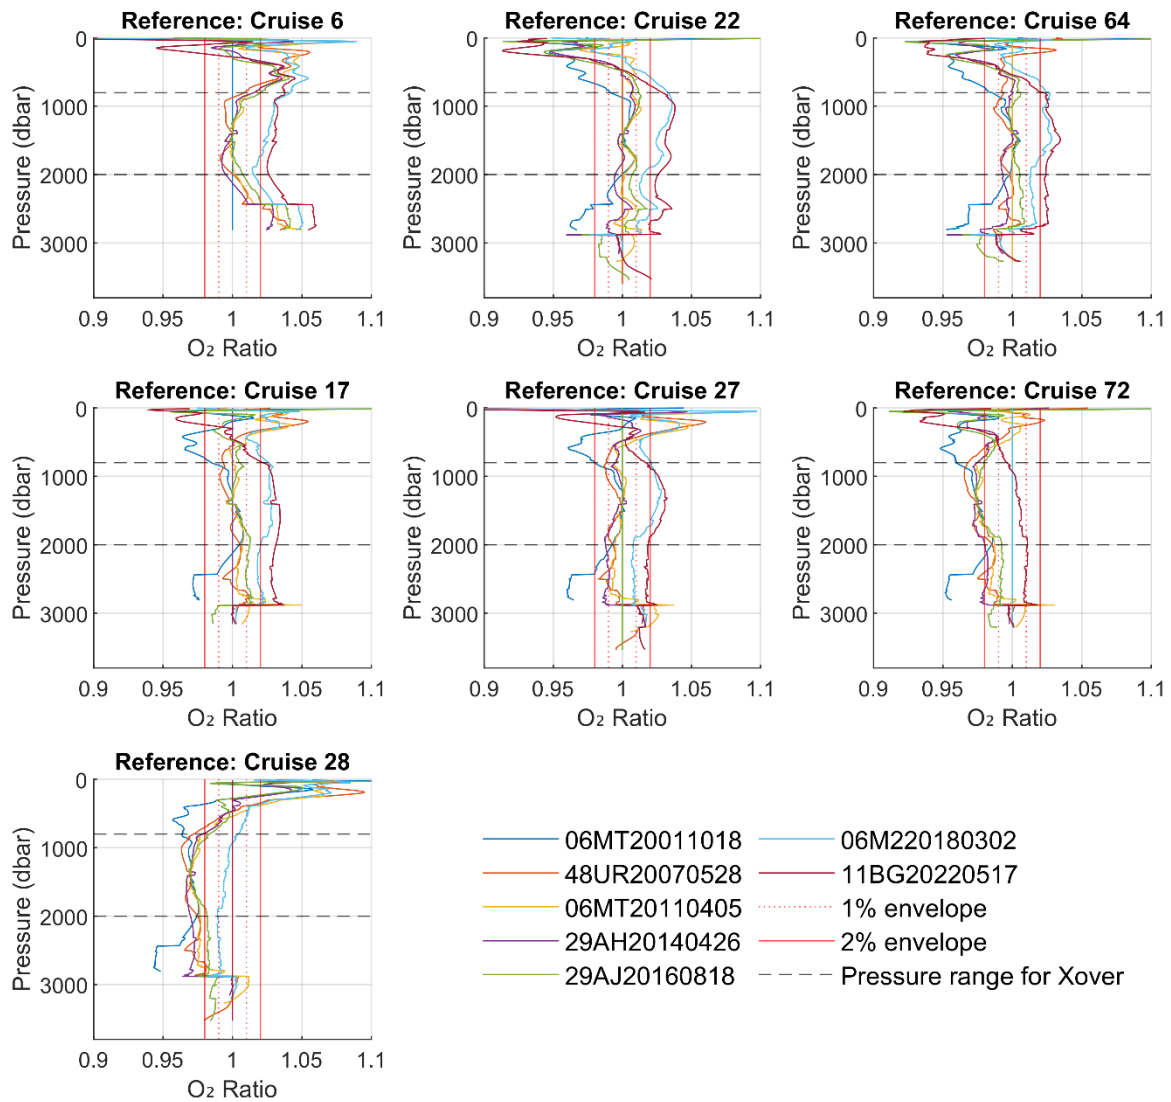 Reference: Cruise 6
0
1000
2000
3000
Pressure (dbar)
0.9 0.95 1 1.05 1.1
O₂ Ratio
Reference: Cruise 22
0
1000
2000
3000
Pressure (dbar)
0.9 0.95 1 1.05 1.1
O₂ Ratio
Reference: Cruise 64
0
1000
2000
3000
Pressure (dbar)
0.9 0.95 1 1.05 1.1
O₂ Ratio
Reference: Cruise 17
0
1000
2000
3000
Pressure (dbar)
0.9 0.95 1 1.05 1.1
O₂ Ratio
Reference: Cruise 27
0
1000
2000
3000
Pressure (dbar)
0.9 0.95 1 1.05 1.1
O₂ Ratio
Reference: Cruise 72
0
1000
2000
3000
Pressure (dbar)
0.9 0.95 1 1.05 1.1
O₂ Ratio
Reference: Cruise 28
0
1000
2000
3000
Pressure (dbar)
0.9 0.95 1 1.05 1.1
O₂ Ratio
06MT20011018
48UR20070528
06MT20110405
29AH20140426
29AJ20160818
06M220180302
11BG20220517
1% envelope
2% envelope
Pressure range for Xover